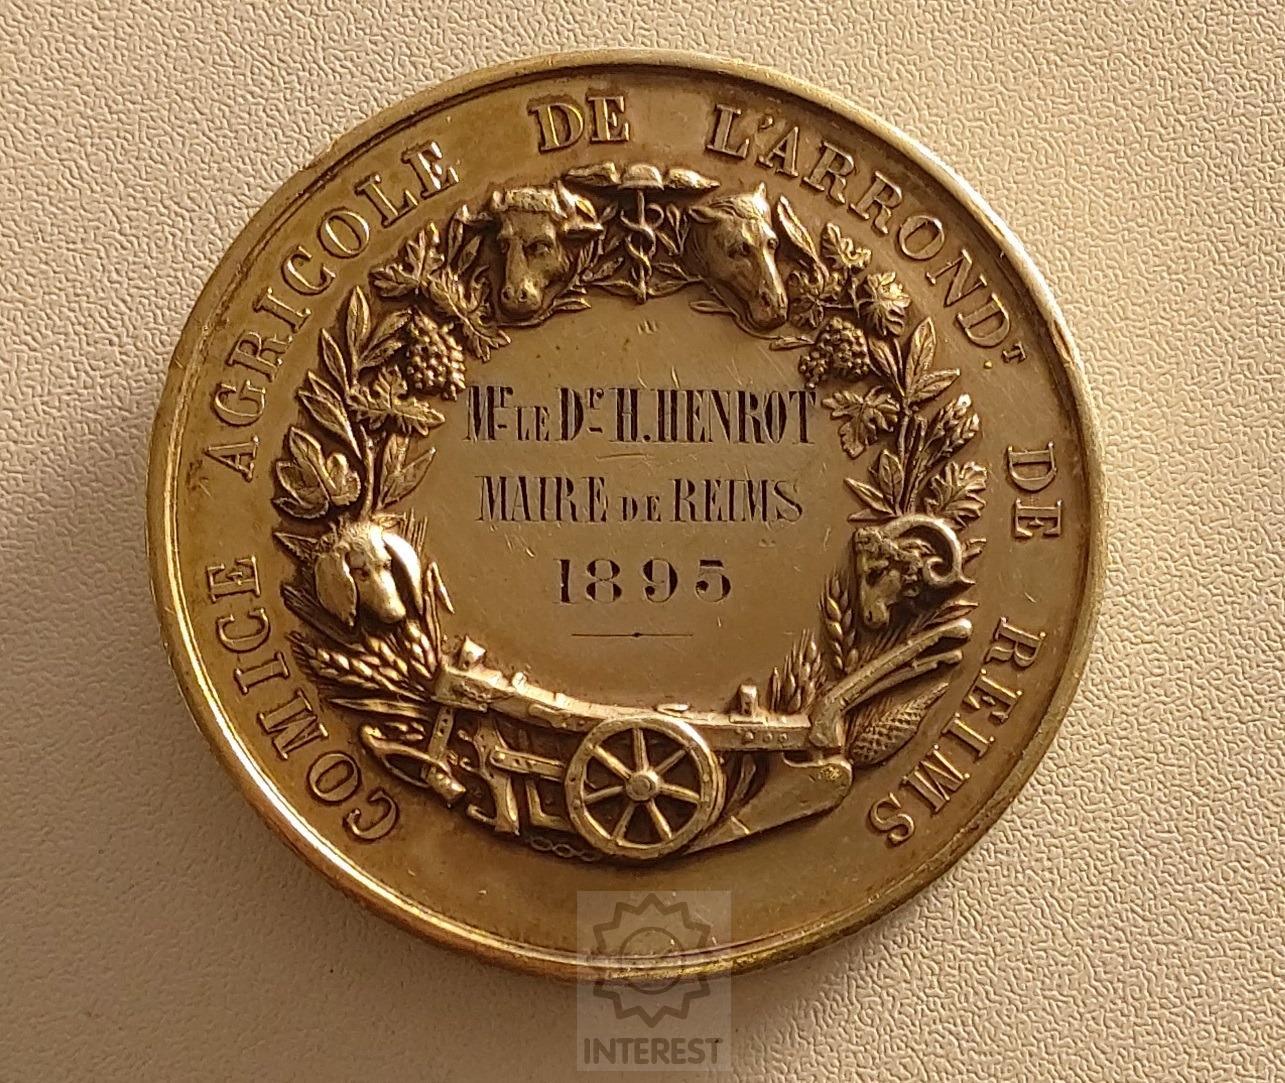 COMICE AGRICOLE DE L'ARRONDT DE REIMS
MR LE DR H. HENROT
MAIRE DE REIMS
1895
INTEREST